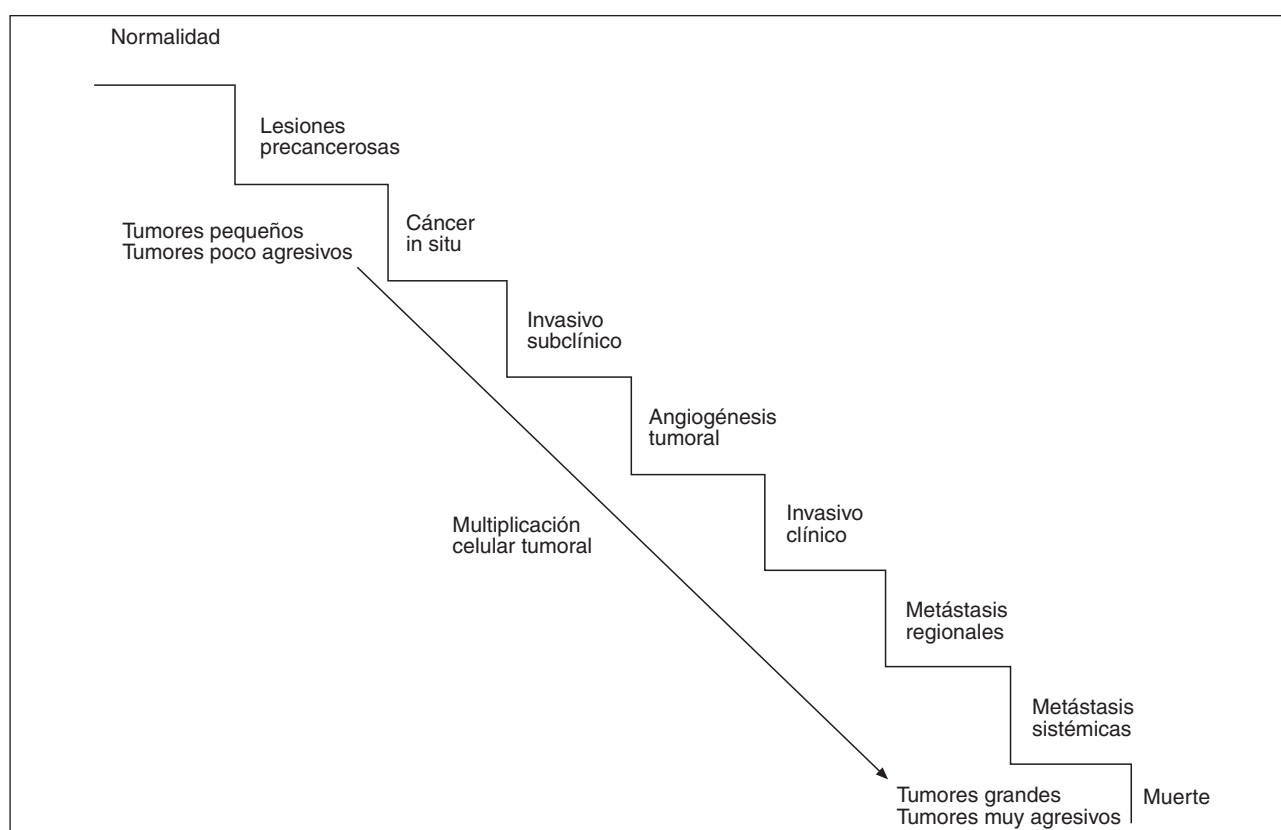 Normalidad
Lesiones
precancerosas
Tumores pequeños
Tumores poco agresivos
Cáncer
in situ
Invasivo
subclínico
Angiogénesis
tumoral
Multiplicación
celular tumoral
Invasivo
clínico
Metástasis
regionales
Metástasis
sistémicas
Tumores grandes
Tumores muy agresivos
Muerte